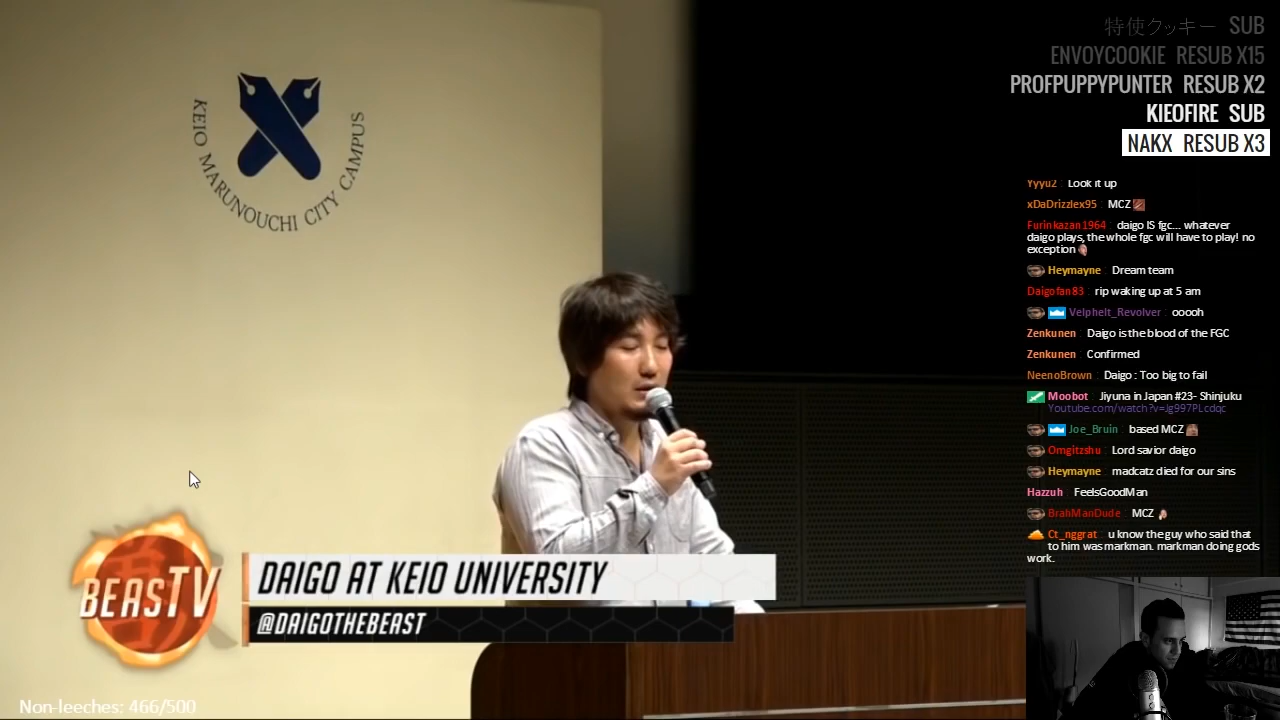 特使クッキー SUB
ENVOYCOOKIE RESUB X15
PROFPUPPYPUNTER RESUB X2
KIEOFIRE SUB
NAKX RESUB X3
KEIO MARUNOUCHI CITY CAMPUS
Yyyu2 : Look it up
xDaDrizzlex95 : MCZ
Furinkazan1964 : daigo IS fgc... whatever
daigo plays, the whole fgc will have to play! no
exception
Heymayne : Dream team
Daigofan83 : rip waking up at 5 am
Velphelt_Revolver : ooooh
Zenkunen : Daigo is the blood of the FGC
Zenkunen : Confirmed
NeenoBrown : Daigo : Too big to fail
Moobot : Jiyuna in Japan #23- Shinjuku
Youtube.com/watch?v=Jg997PLcdqc
Joe_Bruin : based MCZ
Omgitzshu : Lord savior daigo
Heymayne : madcatz died for our sins
Hazzuh : FeelsGoodMan
BrahManDude : MCZ
Ct_nggrat : u know the guy who said that
to him was markman. markman doing gods
work.
BEASTV
DAIGO AT KEIO UNIVERSITY
@DAIGOTHEBEAST
Non-leeches: 466/500